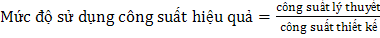 Mức độ sử dụng công suất hiệu quả = công suất lý thuyết / công suất thiết kế